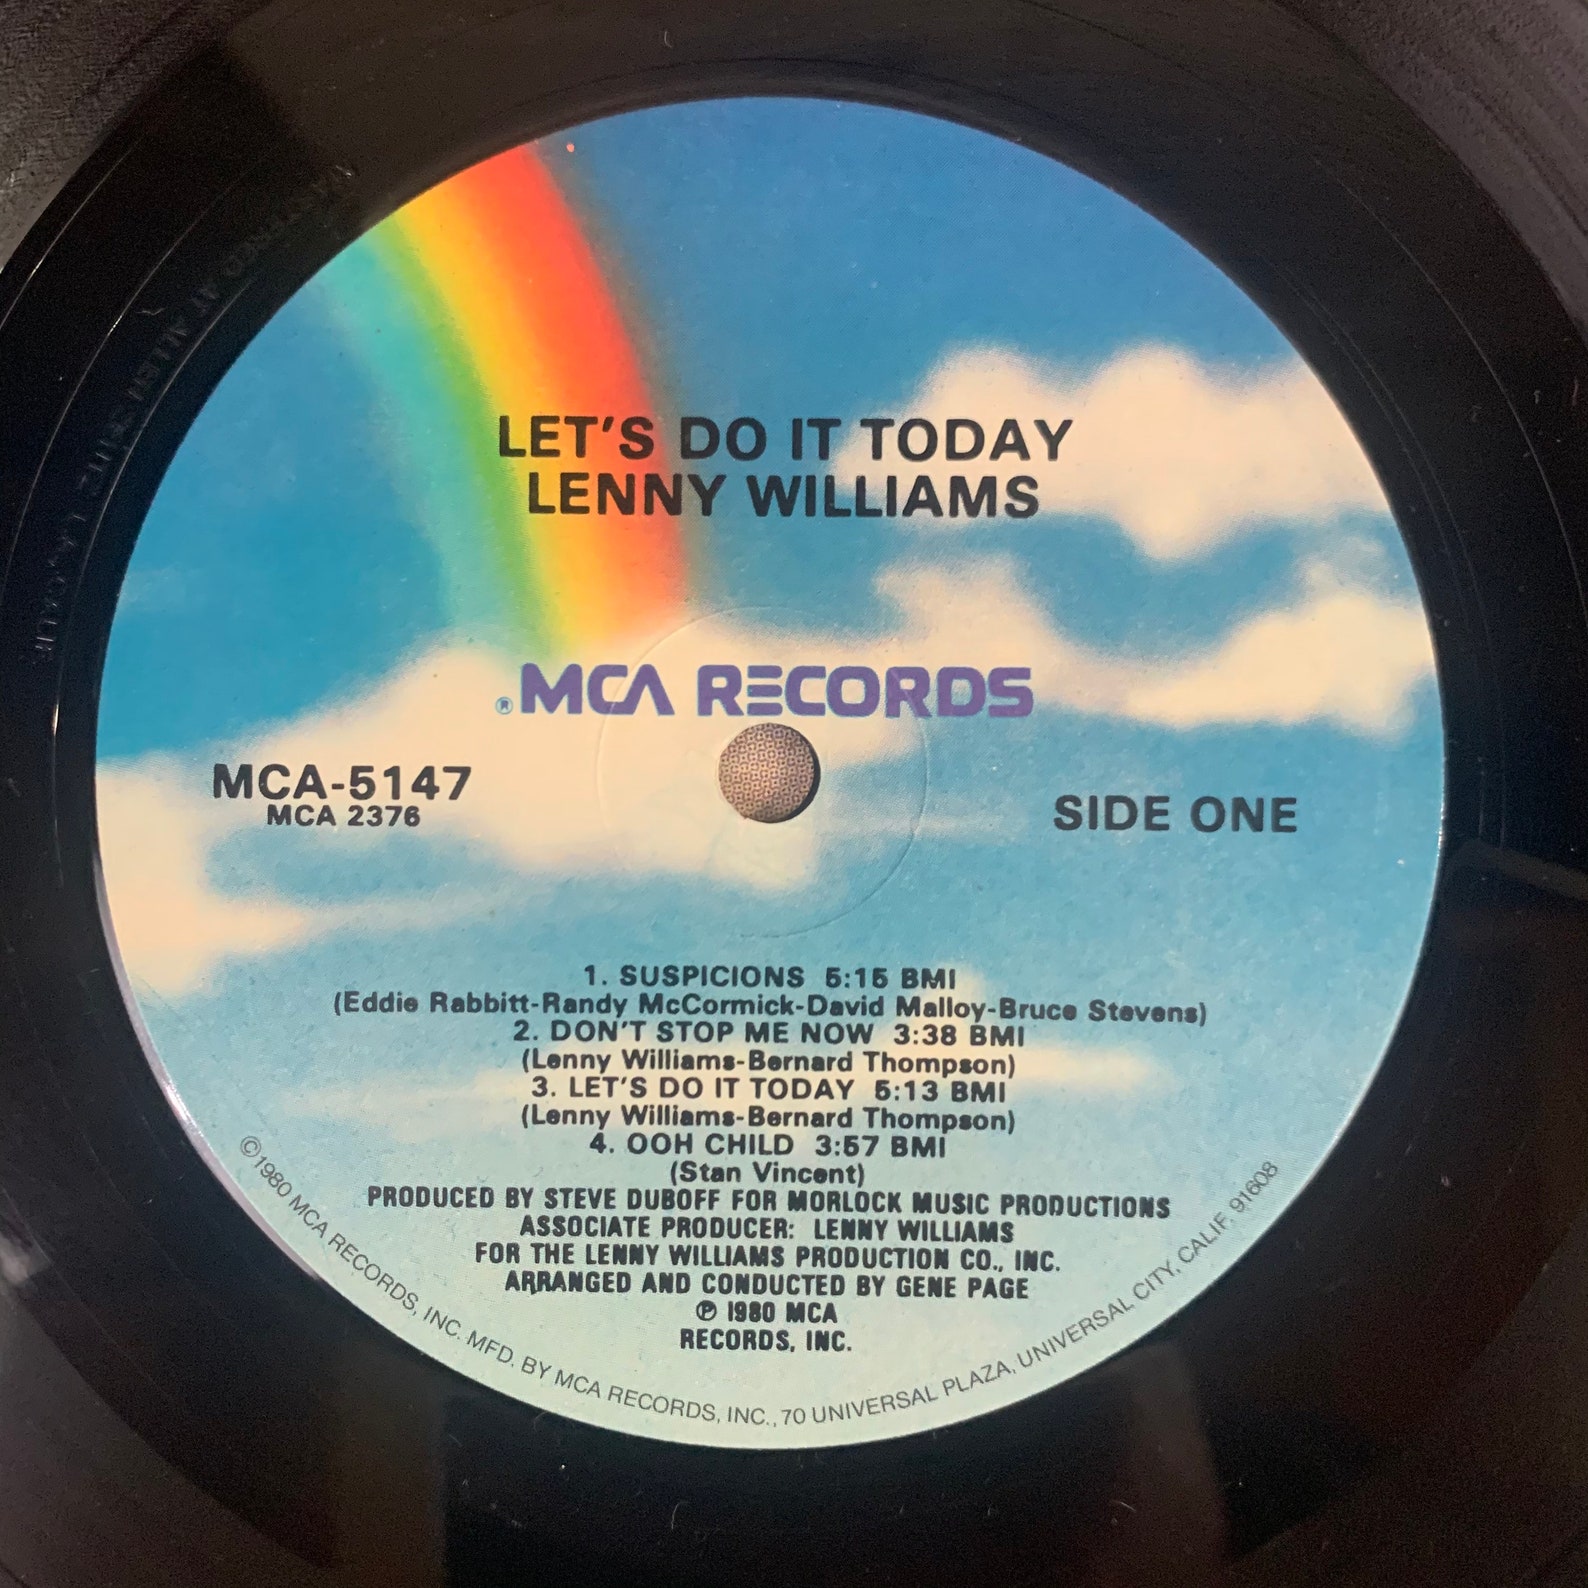 LET'S DO IT TODAY
LENNY WILLIAMS
® MCA RECORDS
MCA-5147
MCA 2376
SIDE ONE
1. SUSPICIONS 5:15 BMI
(Eddie Rabbitt-Randy McCormick-David Malloy-Bruce Stevens)
2. DON'T STOP ME NOW 3:38 BMI
(Lenny Williams-Bernard Thompson)
3. LET'S DO IT TODAY 5:13 BMI
(Lenny Williams-Bernard Thompson)
4. OOH CHILD 3:57 BMI
(Stan Vincent)
PRODUCED BY STEVE DUBOFF FOR MORLOCK MUSIC PRODUCTIONS
ASSOCIATE PRODUCER: LENNY WILLIAMS
FOR THE LENNY WILLIAMS PRODUCTION CO., INC.
ARRANGED AND CONDUCTED BY GENE PAGE
℗ 1980 MCA
RECORDS, INC.
©1980 MCA RECORDS, INC. MFD. BY MCA RECORDS, INC., 70 UNIVERSAL PLAZA, UNIVERSAL CITY, CALIF. 91608